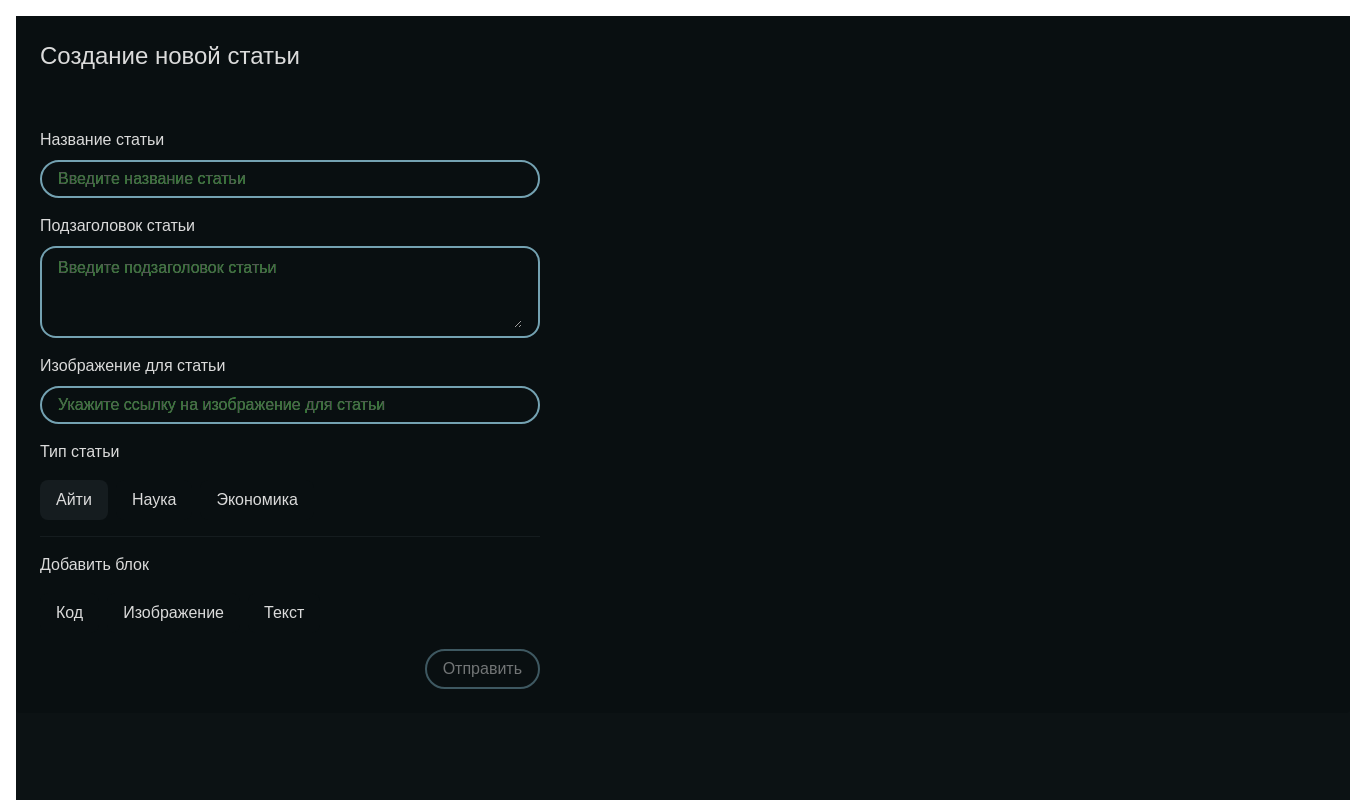 Создание новой статьи
Название статьи
Введите название статьи
Подзаголовок статьи
Введите подзаголовок статьи
Изображение для статьи
Укажите ссылку на изображение для статьи
Тип статьи
Айти Наука Экономика
Добавить блок
Код Изображение Текст
Отправить